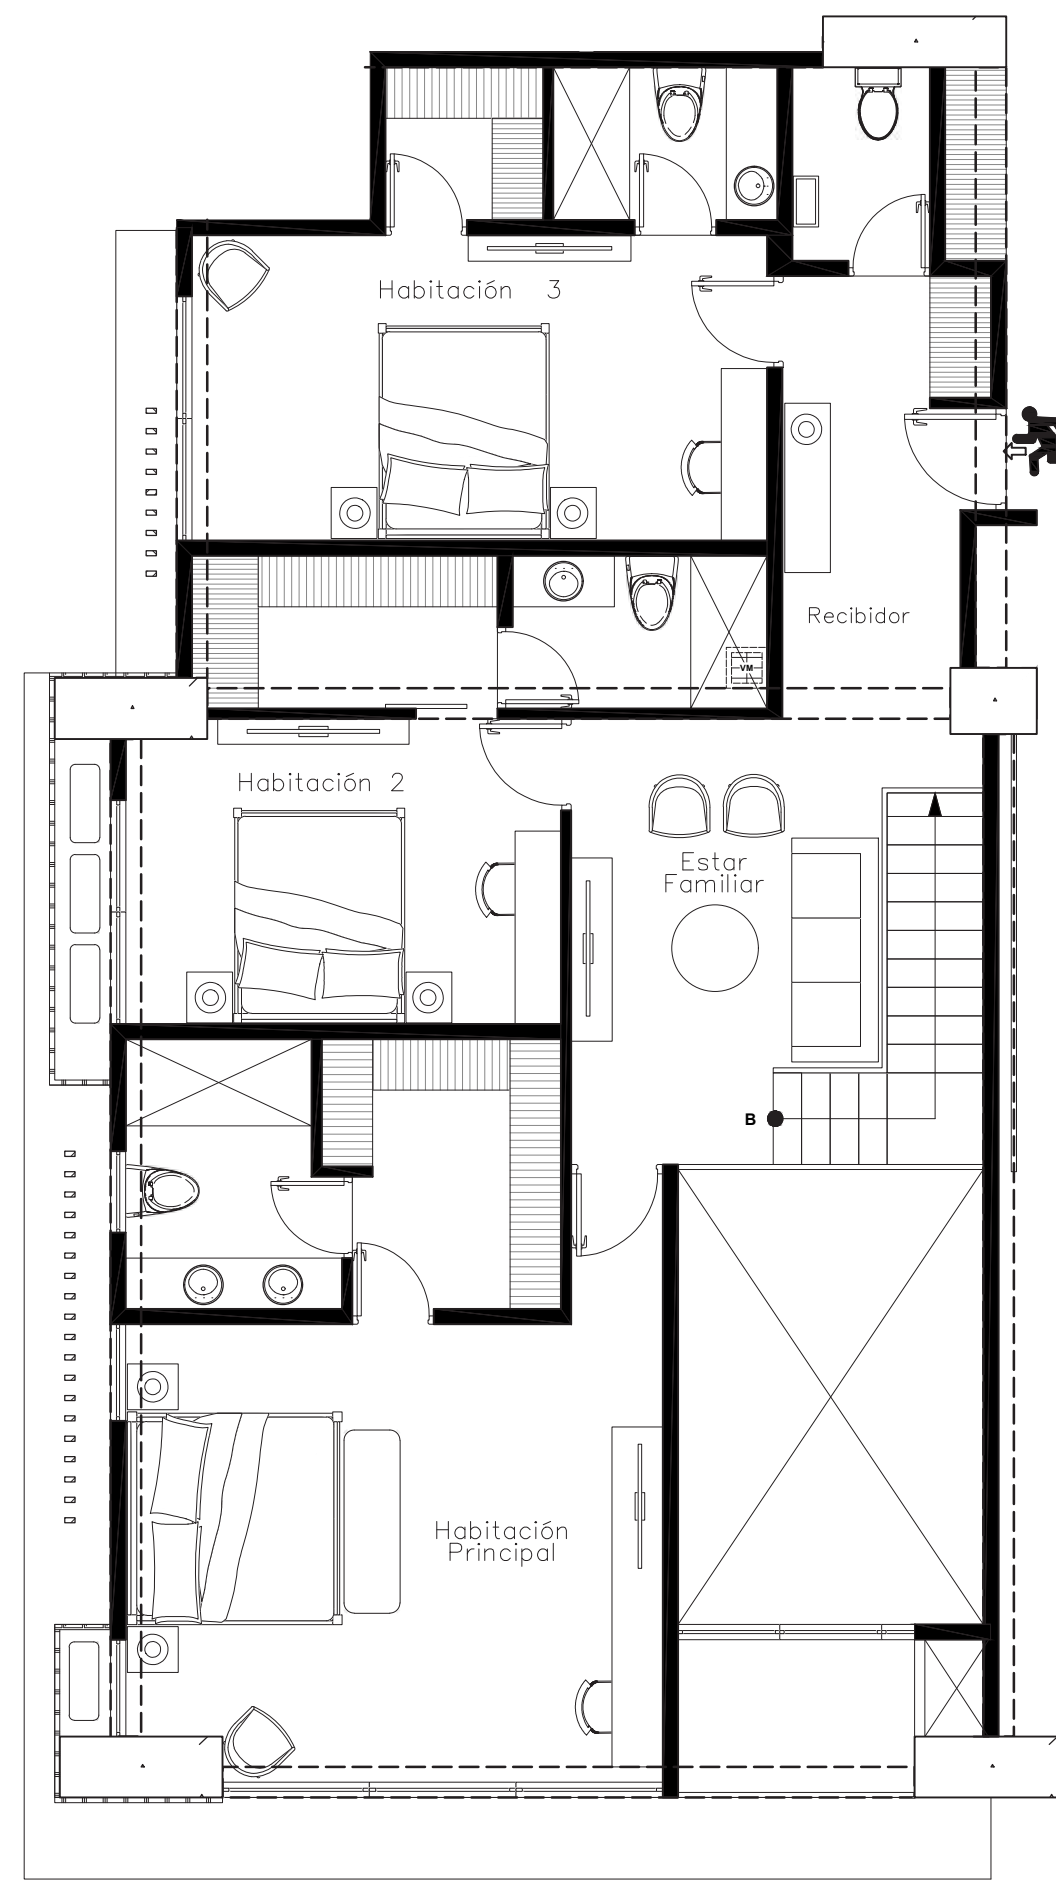 Habitación 3
Recibidor
VM
Habitación 2
Estar
Familiar
B
Habitación
Principal